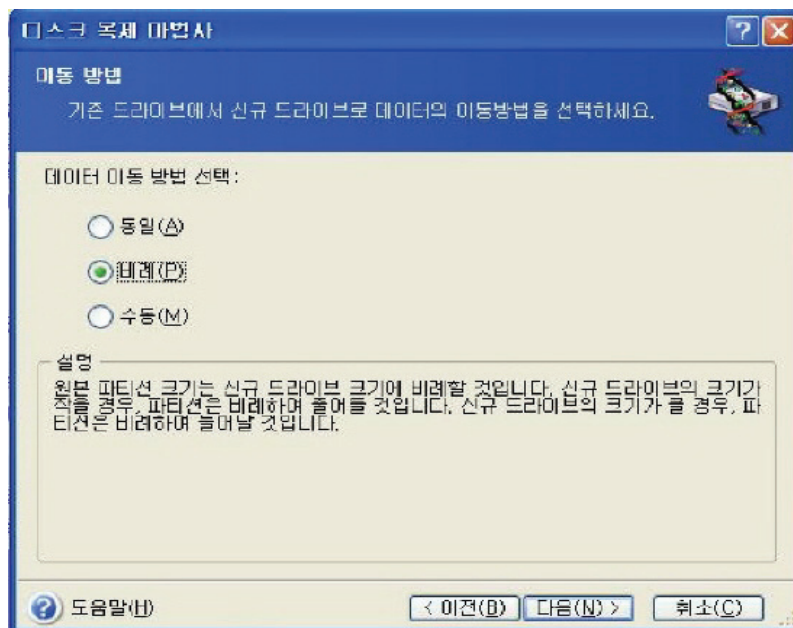 디스크 복제 마법사
이동 방법
기존 드라이브에서 신규 드라이브로 데이터의 이동방법을 선택하세요.
데이터 이동 방법 선택:
동일(A)
비례(P)
수동(M)
설명
원본 파티션 크기는 신규 드라이브 크기에 비례할 것입니다. 신규 드라이브의 크기가
작을 경우, 파티션은 비례하여 줄어들 것입니다. 신규 드라이브의 크기가 클 경우, 파
티션은 비례하여 늘어날 것입니다.
도움말(H)
< 이전(B) 다음(N) > 취소(C)